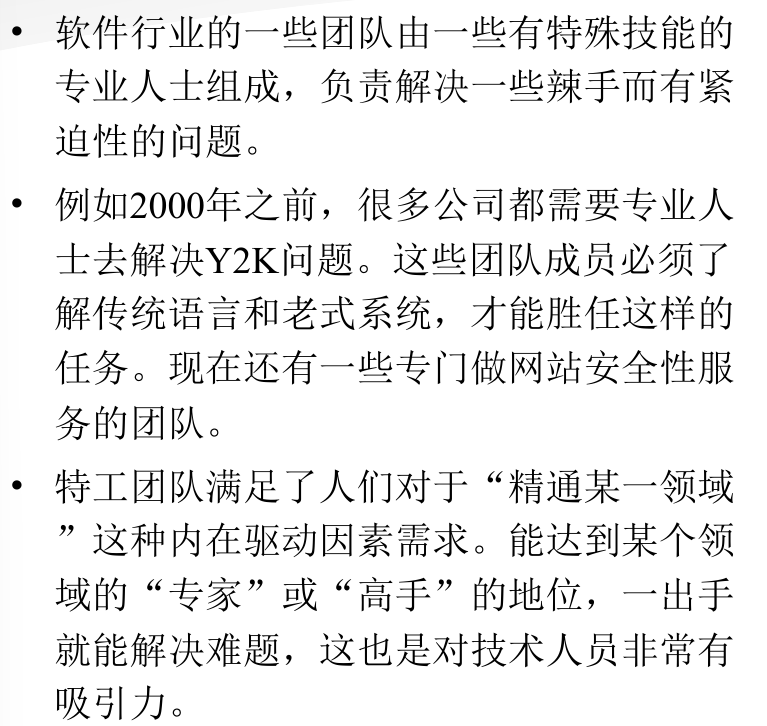 • 软件行业的一些团队由一些有特殊技能的
专业人士组成，负责解决一些辣手而有紧
迫性的问题。
• 例如2000年之前，很多公司都需要专业人
士去解决Y2K问题。这些团队成员必须了
解传统语言和老式系统，才能胜任这样的
任务。现在还有一些专门做网站安全性服
务的团队。
• 特工团队满足了人们对于“精通某一领域
”这种内在驱动因素需求。能达到某个领
域的“专家”或“高手”的地位，一出手
就能解决难题，这也是对技术人员非常有
吸引力。